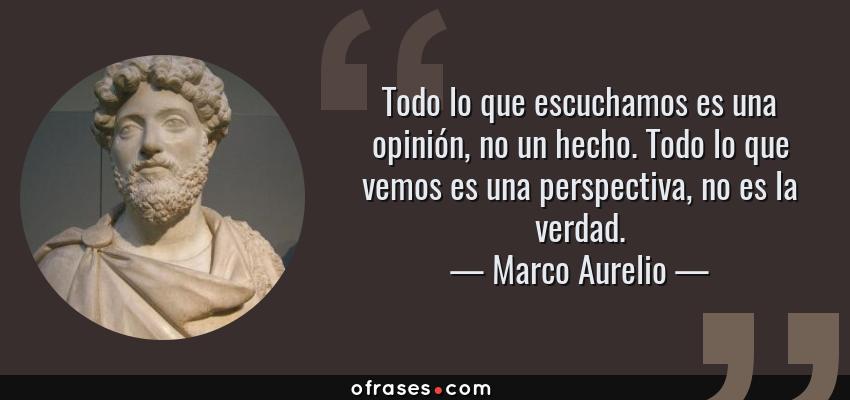 Todo lo que escuchamos es una
opinión, no un hecho. Todo lo que
vemos es una perspectiva, no es la
verdad.
— Marco Aurelio —
ofrases.com